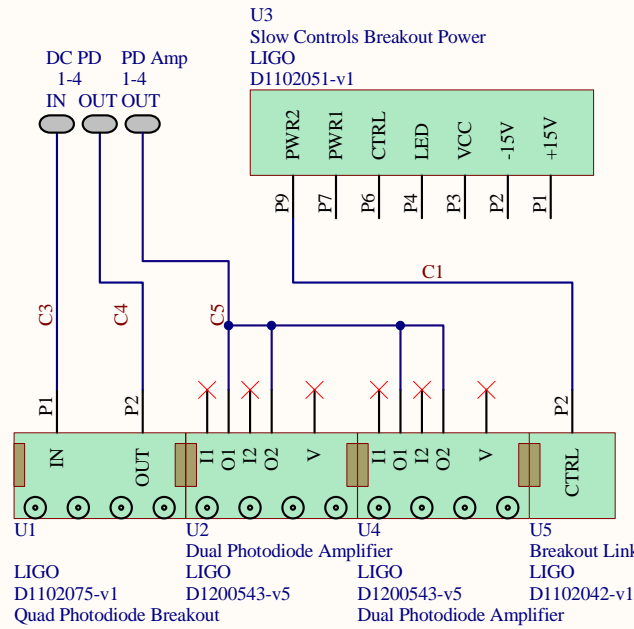 U3
Slow Controls Breakout Power
LIGO
D1102051-v1
DC PD PD Amp
1-4 1-4
IN OUT OUT
PWR2 PWR1 CTRL LED VCC -15V +15V
P9 P7 P6 P4 P3 P2 P1
C1
C3 C4 C5
P1 P2 P2
IN OUT I1 O1 I2 O2 V I1 O1 I2 O2 V CTRL
U1 U2 U4 U5
Dual Photodiode Amplifier Breakout Link
LIGO LIGO LIGO LIGO
D1102075-v1 D1200543-v5 D1200543-v5 D1102042-v1
Quad Photodiode Breakout Dual Photodiode Amplifier